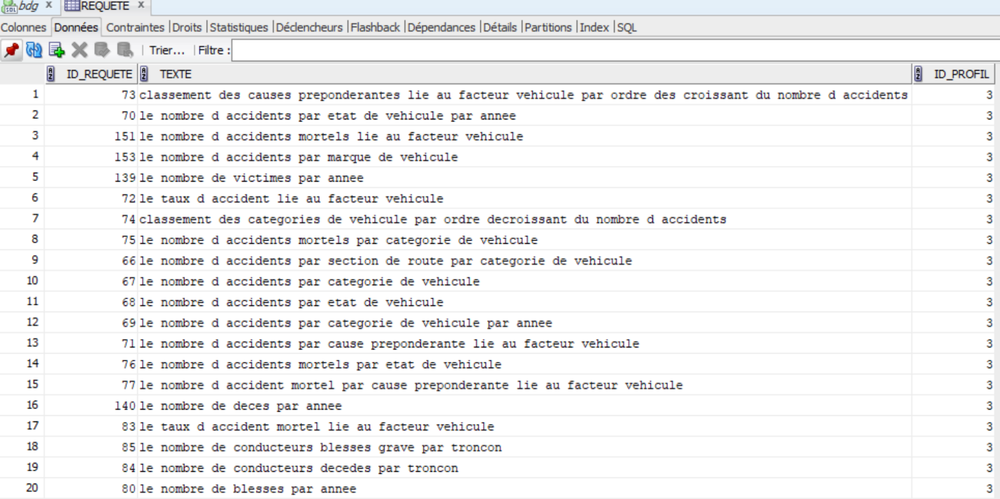 bdg x REQUETE x
Colonnes Données Contraintes |Droits |Statistiques |Déclencheurs |Flashback |Dépendances |Détails |Partitions |Index |SQL
Trier... Filtre :
ID_REQUETE TEXTE ID_PROFIL
1 73 classement des causes preponderantes lie au facteur vehicule par ordre des croissant du nombre d accidents 3
2 70 le nombre d accidents par etat de vehicule par annee 3
3 151 le nombre d accidents mortels lie au facteur vehicule 3
4 153 le nombre d accidents par marque de vehicule 3
5 139 le nombre de victimes par annee 3
6 72 le taux d accident lie au facteur vehicule 3
7 74 classement des categories de vehicule par ordre decroissant du nombre d accidents 3
8 75 le nombre d accidents mortels par categorie de vehicule 3
9 66 le nombre d accidents par section de route par categorie de vehicule 3
10 67 le nombre d accidents par categorie de vehicule 3
11 68 le nombre d accidents par etat de vehicule 3
12 69 le nombre d accidents par categorie de vehicule par annee 3
13 71 le nombre d accidents par cause preponderante lie au facteur vehicule 3
14 76 le nombre d accidents mortels par etat de vehicule 3
15 77 le nombre d accident mortel par cause preponderante lie au facteur vehicule 3
16 140 le nombre de deces par annee 3
17 83 le taux d accident mortel lie au facteur vehicule 3
18 85 le nombre de conducteurs blesses grave par troncon 3
19 84 le nombre de conducteurs decedes par troncon 3
20 80 le nombre de blesses par annee 3